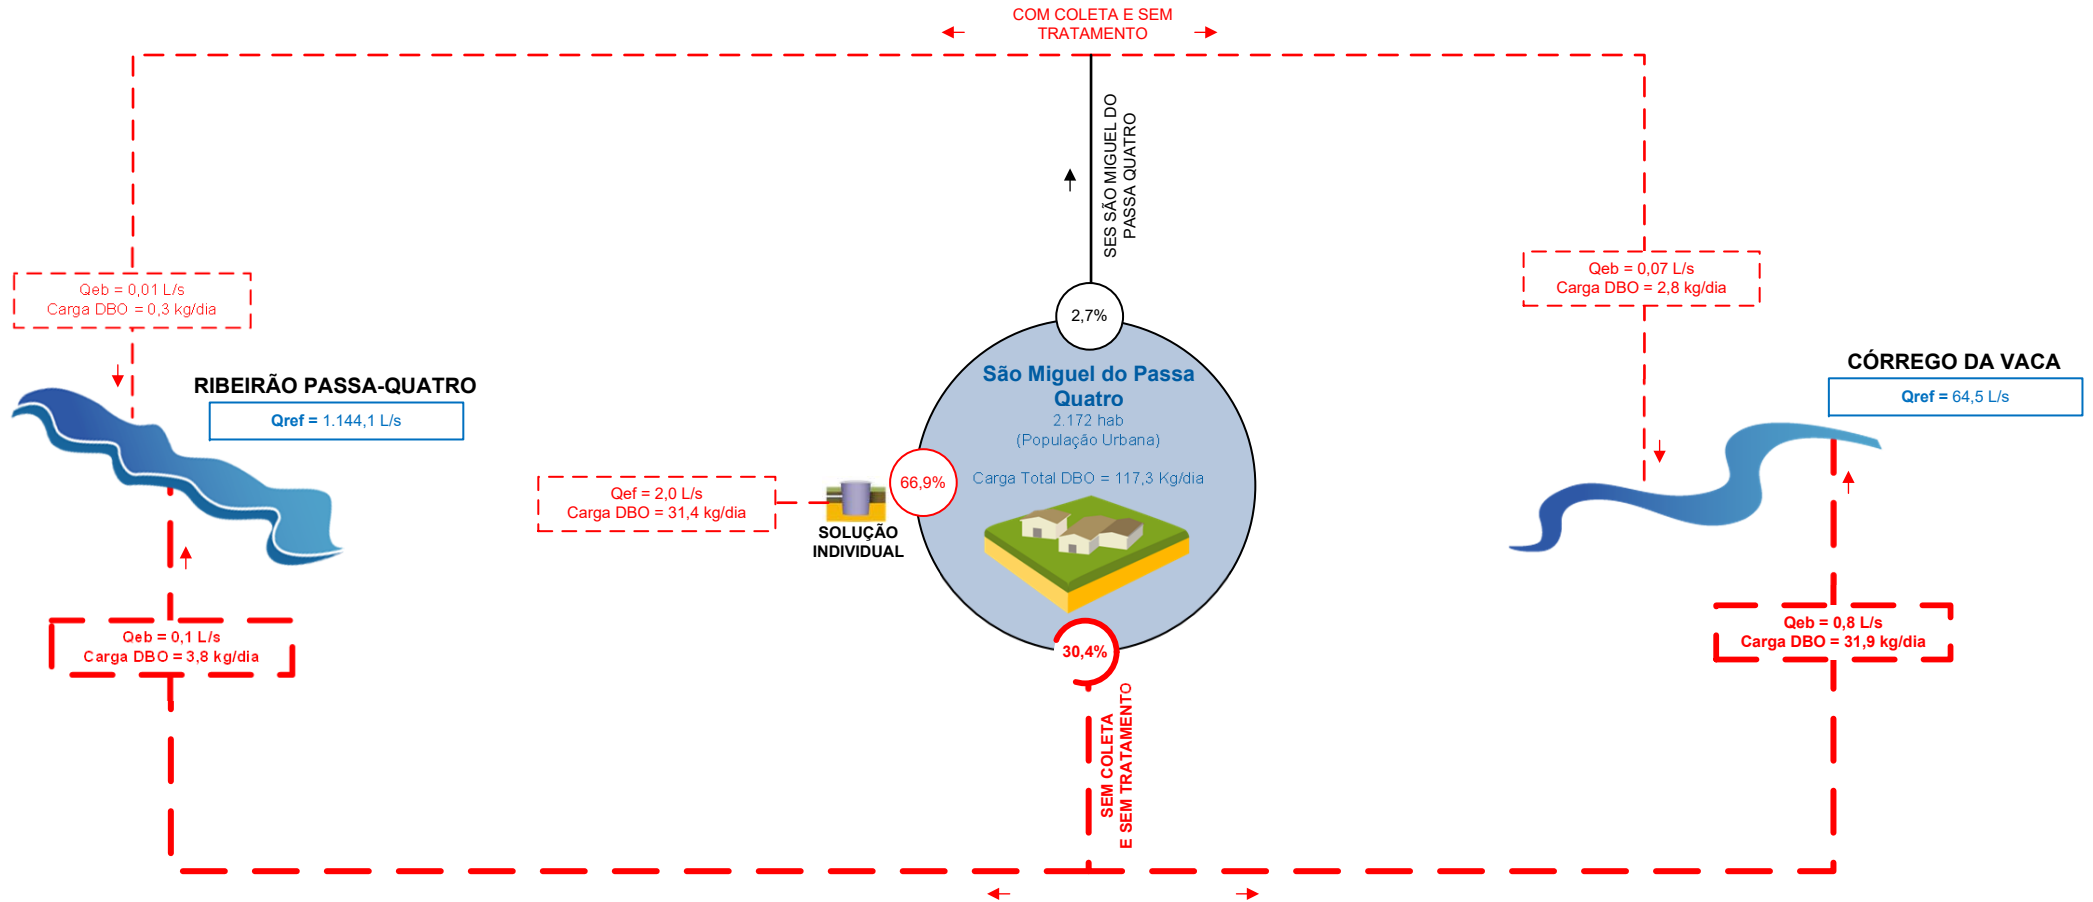 COM COLETA E SEM
TRATAMENTO
SES SÃO MIGUEL DO
PASSA QUATRO
Qeb = 0,01 L/s
Carga DBO = 0,3 kg/dia
Qeb = 0,07 L/s
Carga DBO = 2,8 kg/dia
2,7%
RIBEIRÃO PASSA-QUATRO
Qref = 1.144,1 L/s
CÓRREGO DA VACA
Qref = 64,5 L/s
São Miguel do Passa
Quatro
2.172 hab
(População Urbana)
Carga Total DBO = 117,3 Kg/dia
66,9%
Qef = 2,0 L/s
Carga DBO = 31,4 kg/dia
SOLUÇÃO
INDIVIDUAL
Qeb = 0,1 L/s
Carga DBO = 3,8 kg/dia
30,4%
Qeb = 0,8 L/s
Carga DBO = 31,9 kg/dia
SEM COLETA
E SEM TRATAMENTO